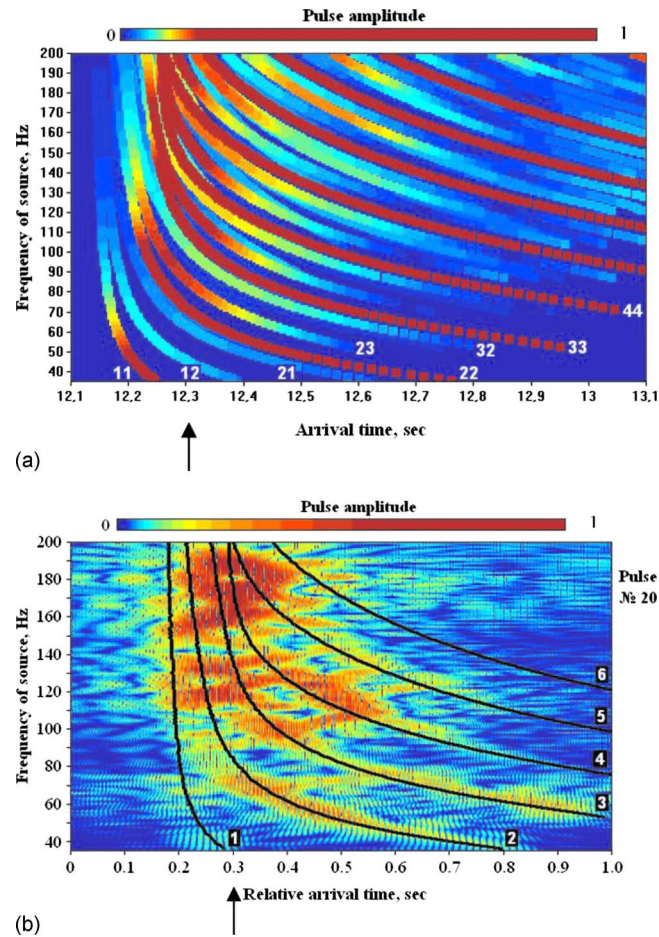 Pulse amplitude
0 1
Frequency of source, Hz
200
190
180
170
160
150
140
130
120
110
100
90
80
70
60
50
40
11 12 21 23 22 32 33 44
12,1 12,2 12,3 12,4 12,5 12,6 12,7 12,8 12,9 13,0 13,1
Arrival time, sec
(a)
Pulse amplitude
0 1
Frequency of source, Hz
200
180
160
140
120
100
80
60
40
Pulse
№ 20
6
5
4
3
1 2
0 0.1 0.2 0.3 0.4 0.5 0.6 0.7 0.8 0.9 1.0
Relative arrival time, sec
(b)